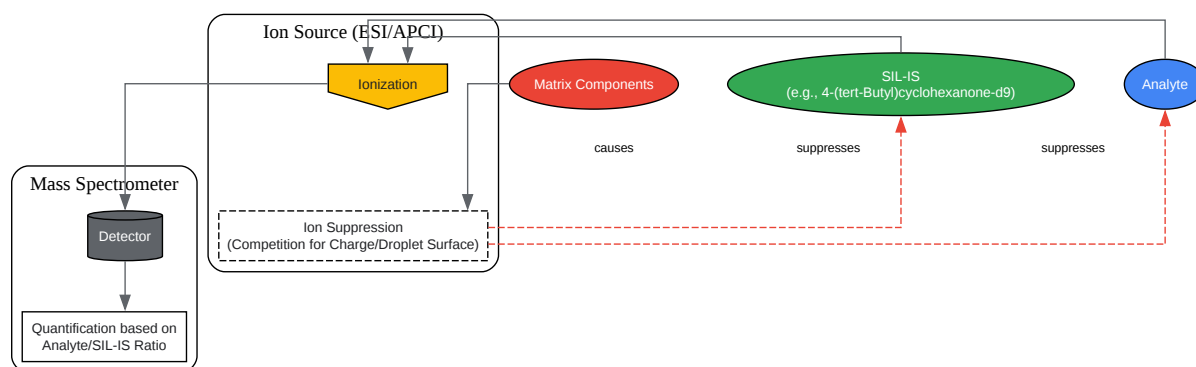 Ion Source (ESI/APCI)
Ionization
Matrix Components
SIL-IS
(e.g., 4-(tert-Butyl)cyclohexanone-d9)
Analyte
causes
suppresses
suppresses
Mass Spectrometer
Detector
Ion Suppression
(Competition for Charge/Droplet Surface)
Quantification based on
Analyte/SIL-IS Ratio